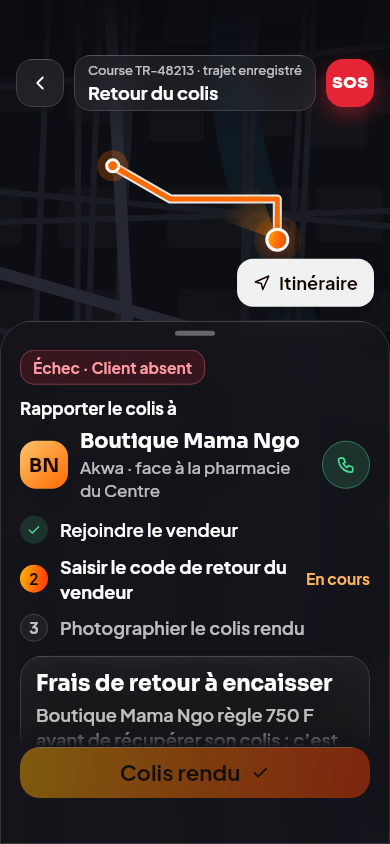 Course TR-48213 · trajet enregistré
Retour du colis
SOS
Itinéraire
Échec · Client absent
Rapporter le colis à
BN
Boutique Mama Ngo
Akwa · face à la pharmacie
du Centre
Rejoindre le vendeur
2
Saisir le code de retour du
vendeur
En cours
3
Photographier le colis rendu
Frais de retour à encaisser
Boutique Mama Ngo règle 750 F
avant de récupérer son colis : c'est
Colis rendu